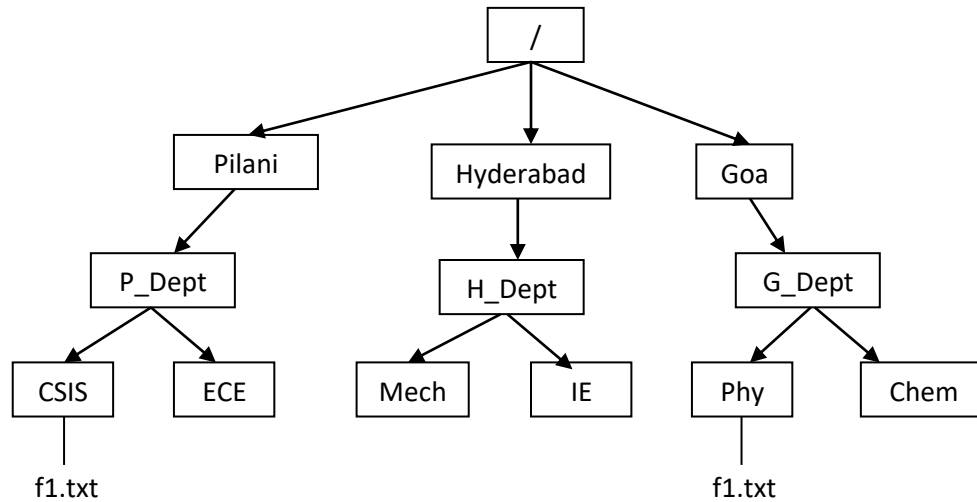 /
Pilani
Hyderabad
Goa
P_Dept
H_Dept
G_Dept
CSIS
ECE
Mech
IE
Phy
Chem
f1.txt
f1.txt